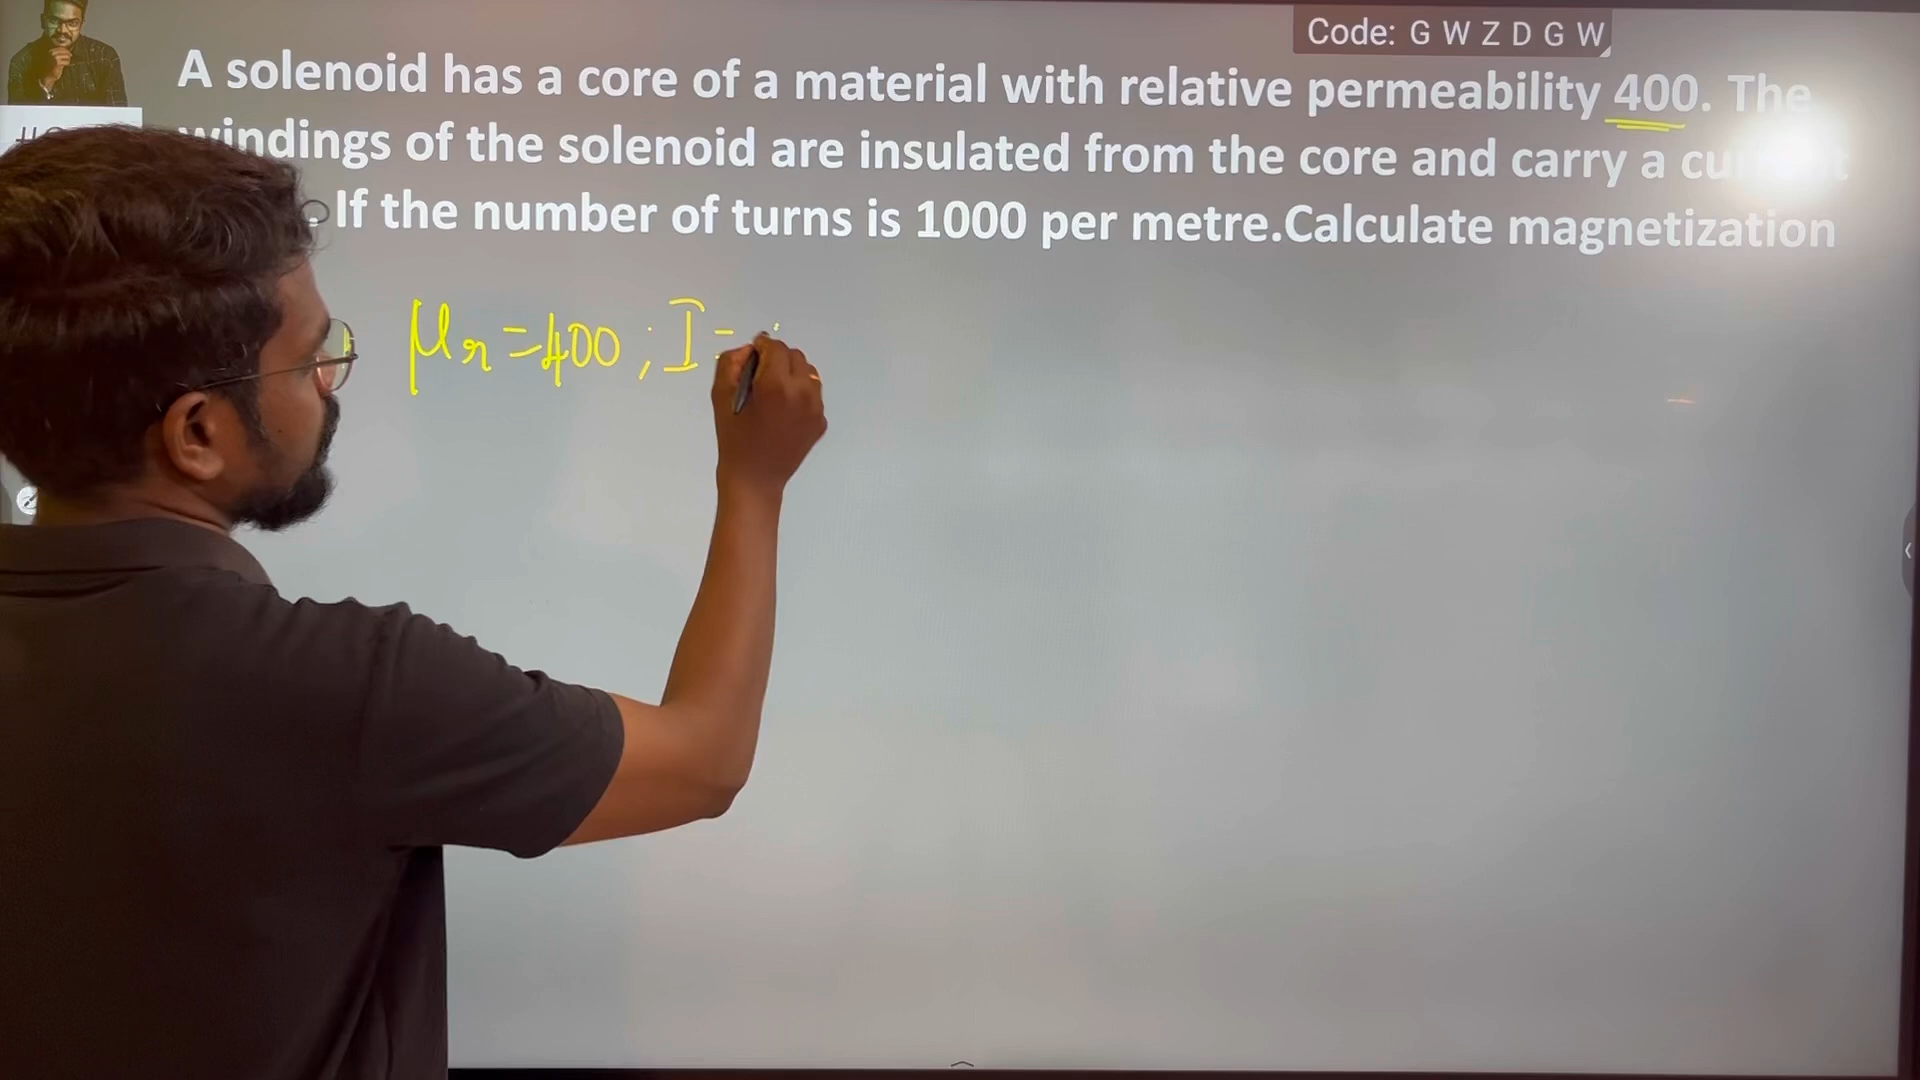 Code: G W Z D G W
A solenoid has a core of a material with relative permeability 400. The
windings of the solenoid are insulated from the core and carry a
. If the number of turns is 1000 per metre.Calculate magnetization
μr = 400 ; I =